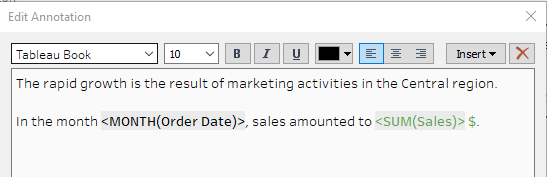 Edit Annotation
Tableau Book 10 B I U Insert
The rapid growth is the result of marketing activities in the Central region.
In the month <MONTH(Order Date)>, sales amounted to <SUM(Sales)> $.